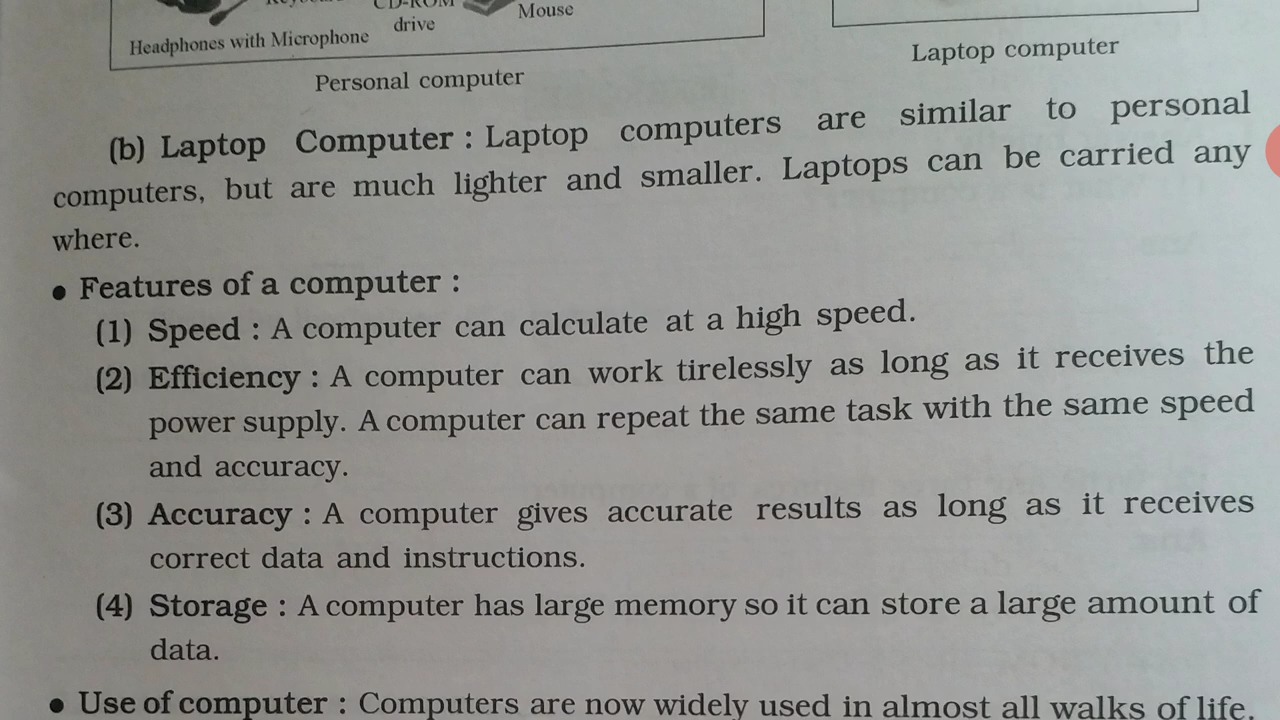 CD-ROM
drive
Mouse
Headphones with Microphone
Personal computer
Laptop computer
(b) Laptop Computer : Laptop computers are similar to personal
computers, but are much lighter and smaller. Laptops can be carried any
where.
• Features of a computer :
(1) Speed : A computer can calculate at a high speed.
(2) Efficiency : A computer can work tirelessly as long as it receives the
power supply. A computer can repeat the same task with the same speed
and accuracy.
(3) Accuracy : A computer gives accurate results as long as it receives
correct data and instructions.
(4) Storage : A computer has large memory so it can store a large amount of
data.
• Use of computer : Computers are now widely used in almost all walks of life.